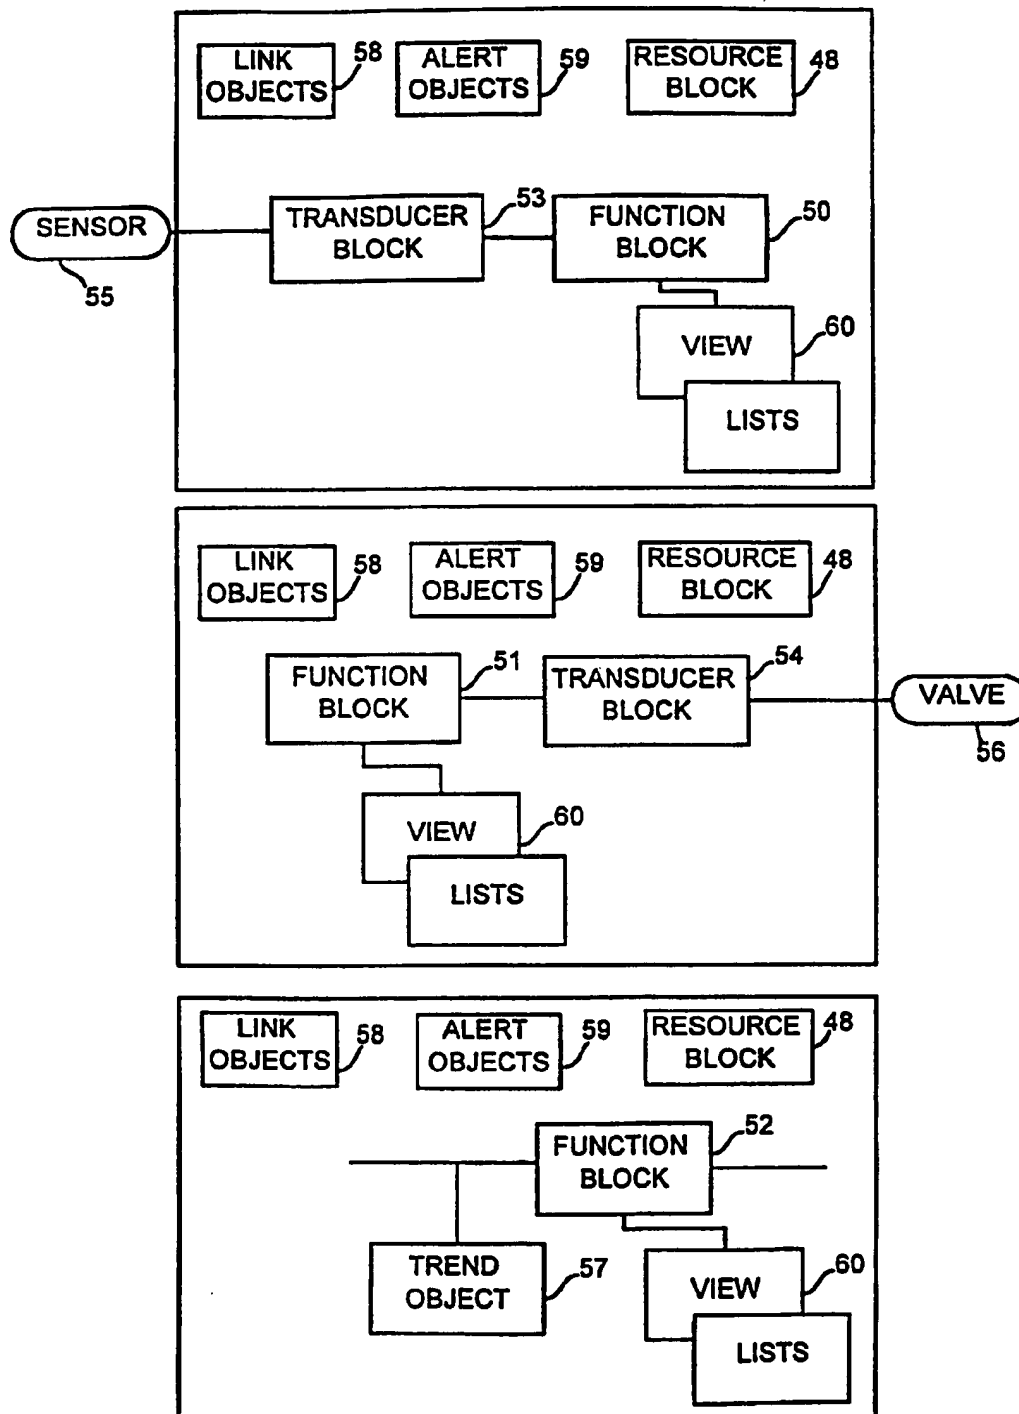 LINK
OBJECTS
58
ALERT
OBJECTS
59
RESOURCE
BLOCK
48
SENSOR
55
TRANSDUCER
BLOCK
53
FUNCTION
BLOCK
50
VIEW
60
LISTS
LINK
OBJECTS
58
ALERT
OBJECTS
59
RESOURCE
BLOCK
48
FUNCTION
BLOCK
51
TRANSDUCER
BLOCK
54
VALVE
56
VIEW
60
LISTS
LINK
OBJECTS
58
ALERT
OBJECTS
59
RESOURCE
BLOCK
48
FUNCTION
BLOCK
52
TREND
OBJECT
57
VIEW
60
LISTS